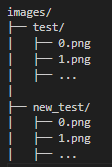 images/
├── test/
│   ├── 0.png
│   ├── 1.png
│   ├── ...
│
├── new_test/
│   ├── 0.png
│   ├── 1.png
│   ├── ...